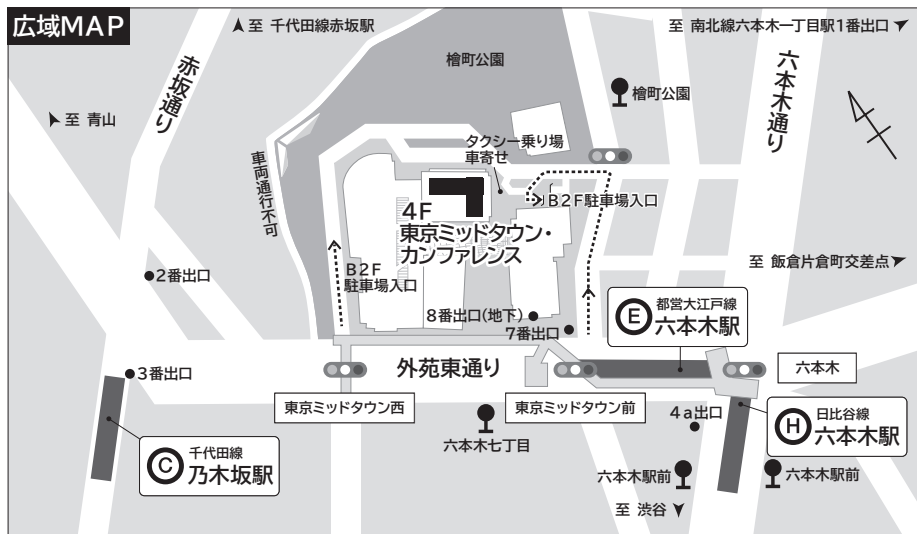 広域MAP
至 千代田線赤坂駅
至 南北線六本木一丁目駅1番出口
赤坂通り
檜町公園
六本木通り
檜町公園
至 青山
タクシー乗り場
車寄せ
車両通行不可
B2F駐車場入口
4F
東京ミッドタウン・
カンファレンス
至 飯倉片倉町交差点
B2F
駐車場入口
2番出口
8番出口(地下)
7番出口
E
都営大江戸線
六本木駅
外苑東通り
六本木
3番出口
東京ミッドタウン西
東京ミッドタウン前
4a出口
H
日比谷線
六本木駅
六本木七丁目
C
千代田線
乃木坂駅
六本木駅前
六本木駅前
至 渋谷